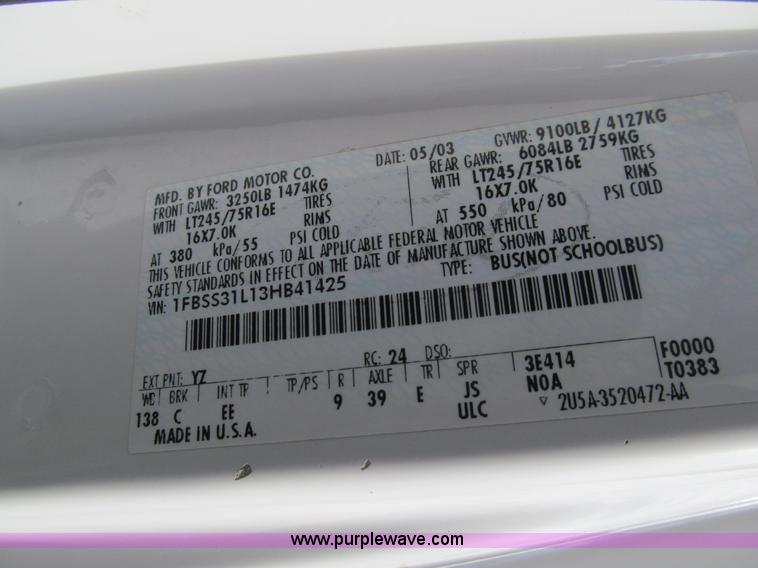 MFD. BY FORD MOTOR CO.
DATE: 05/03 GVWR: 9100LB/ 4127KG
FRONT GAWR: 3250LB 1474KG REAR GAWR: 6084LB 2759KG
WITH LT245/75R16E TIRES WITH LT245/75R16E TIRES
16X7.0K RIMS 16X7.0K RIMS
AT 380 kPa/55 PSI COLD AT 550 kPa/80 PSI COLD
THIS VEHICLE CONFORMS TO ALL APPLICABLE FEDERAL MOTOR VEHICLE
SAFETY STANDARDS IN EFFECT ON THE DATE OF MANUFACTURE SHOWN ABOVE.
VIN: 1FBSS31L13HB41425 TYPE: BUS(NOT SCHOOLBUS)
EXT PNT: YZ RC: 24 DSO:
WB BRK INT TR TP/PS R AXLE TR SPR 3E414 F0000
138 C EE 9 39 E JS N0A T0383
MADE IN U.S.A. ULC ▽ 2U5A-3520472-AA
www.purplewave.com